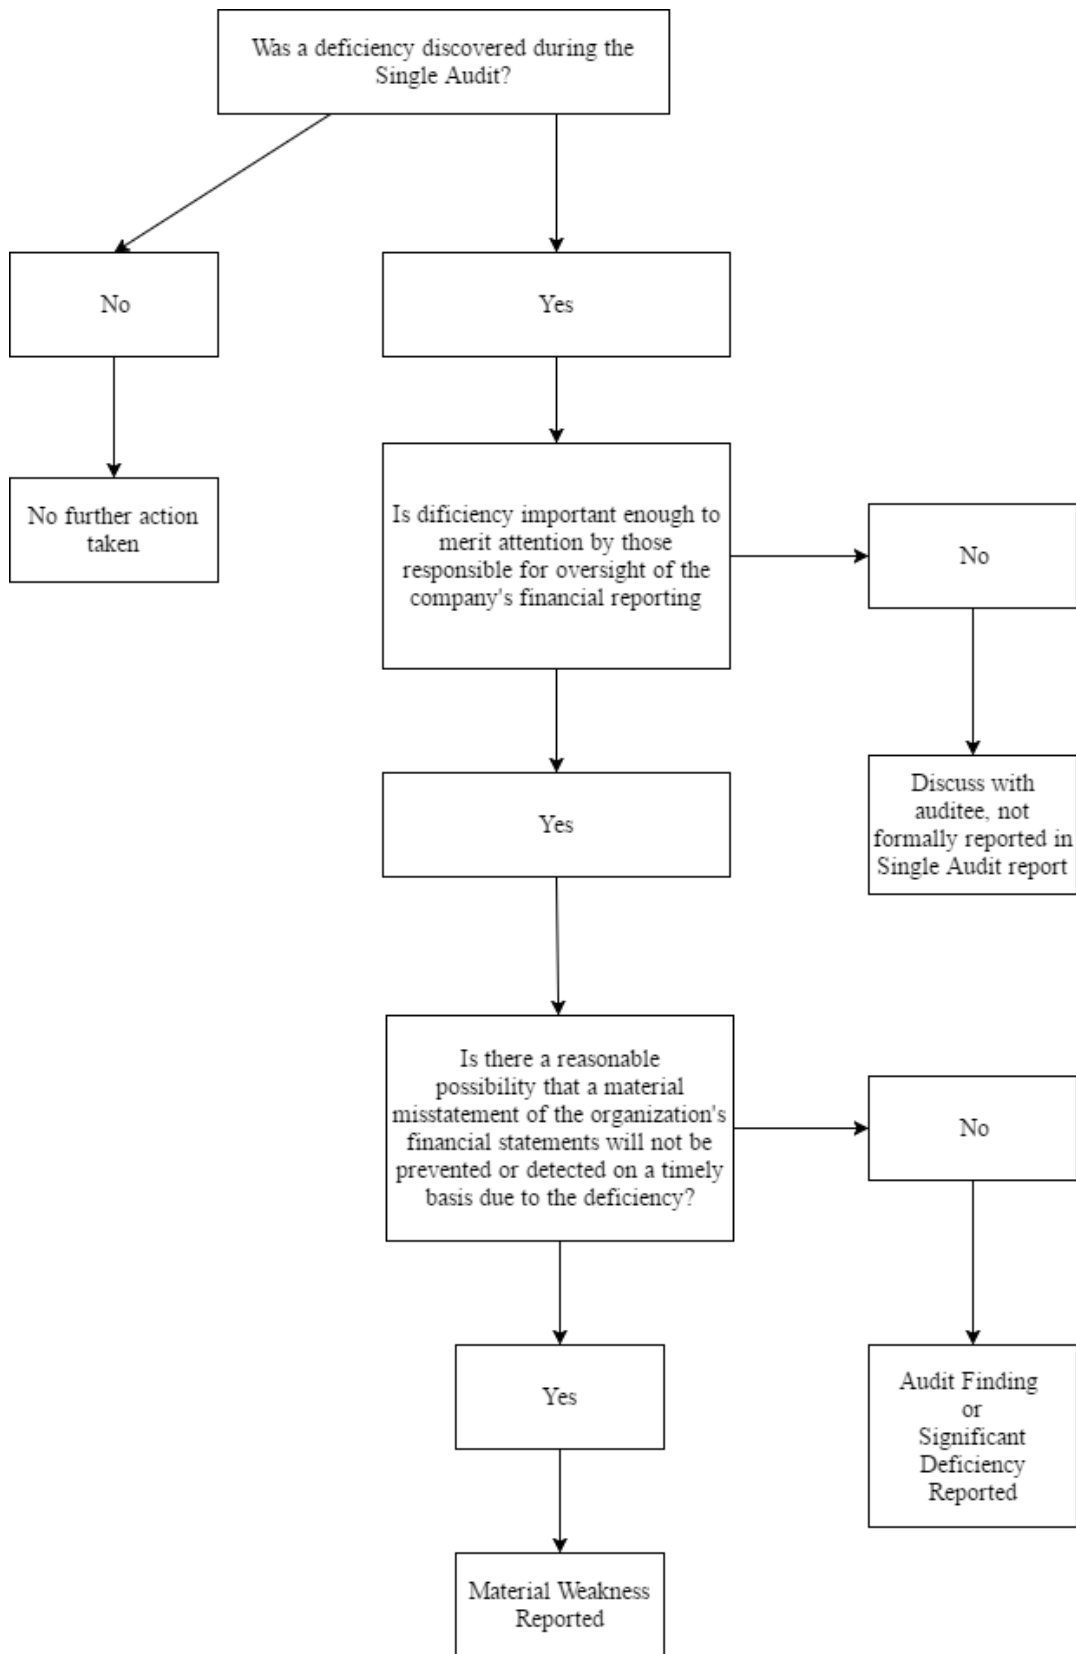 Was a deficiency discovered during the
Single Audit?
No
Yes
No further action
taken
Is dificiency important enough to
merit attention by those
responsible for oversight of the
company's financial reporting
No
Yes
Discuss with
auditee, not
formally reported in
Single Audit report
Is there a reasonable
possibility that a material
misstatement of the organization's
financial statements will not be
prevented or detected on a timely
basis due to the deficiency?
No
Yes
Audit Finding
or
Significant
Deficiency
Reported
Material Weakness
Reported